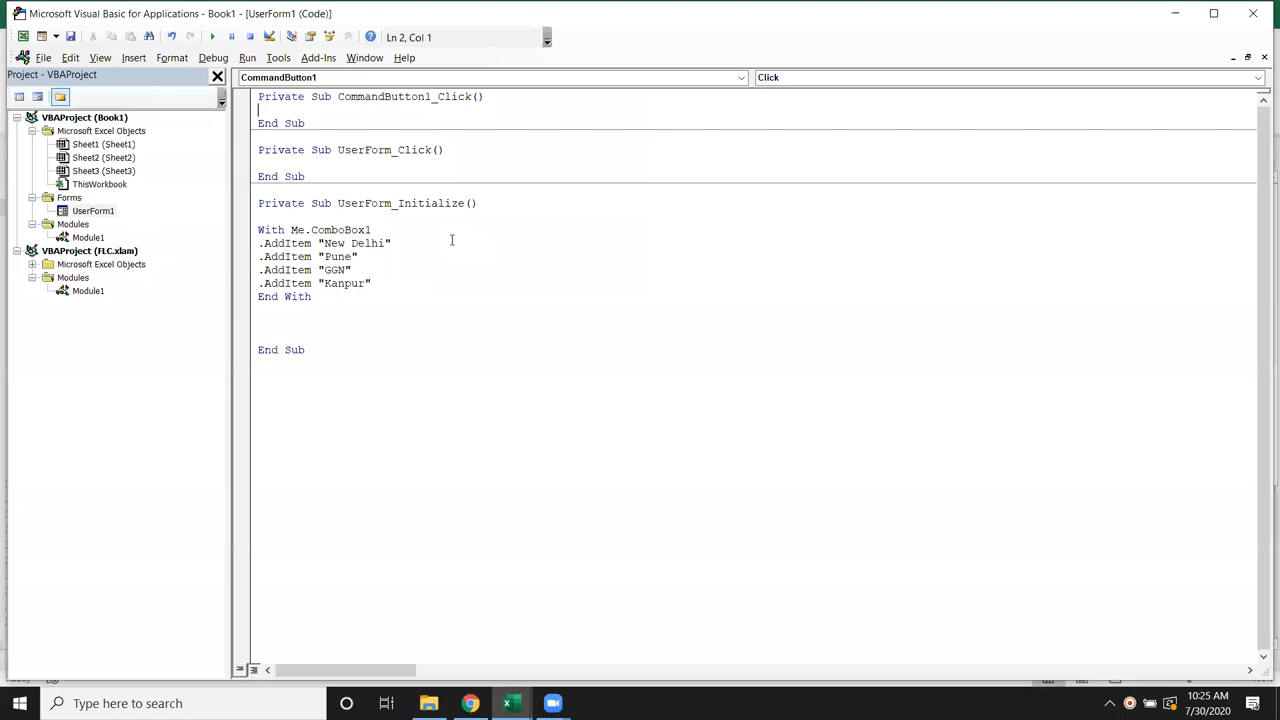 Microsoft Visual Basic for Applications - Book1 - [UserForm1 (Code)]
Ln 2, Col 1
File Edit View Insert Format Debug Run Tools Add-Ins Window Help
Project - VBAProject
CommandButton1
Click
VBAProject (Book1)
Microsoft Excel Objects
Sheet1 (Sheet1)
Sheet2 (Sheet2)
Sheet3 (Sheet3)
ThisWorkbook
Forms
UserForm1
Modules
Module1
VBAProject (FLC.xlam)
Microsoft Excel Objects
Modules
Module1
Private Sub CommandButton1_Click()
End Sub
Private Sub UserForm_Click()
End Sub
Private Sub UserForm_Initialize()
With Me.ComboBox1
.AddItem "New Delhi"
.AddItem "Pune"
.AddItem "GGN"
.AddItem "Kanpur"
End With
End Sub
Type here to search
10:25 AM
7/30/2020